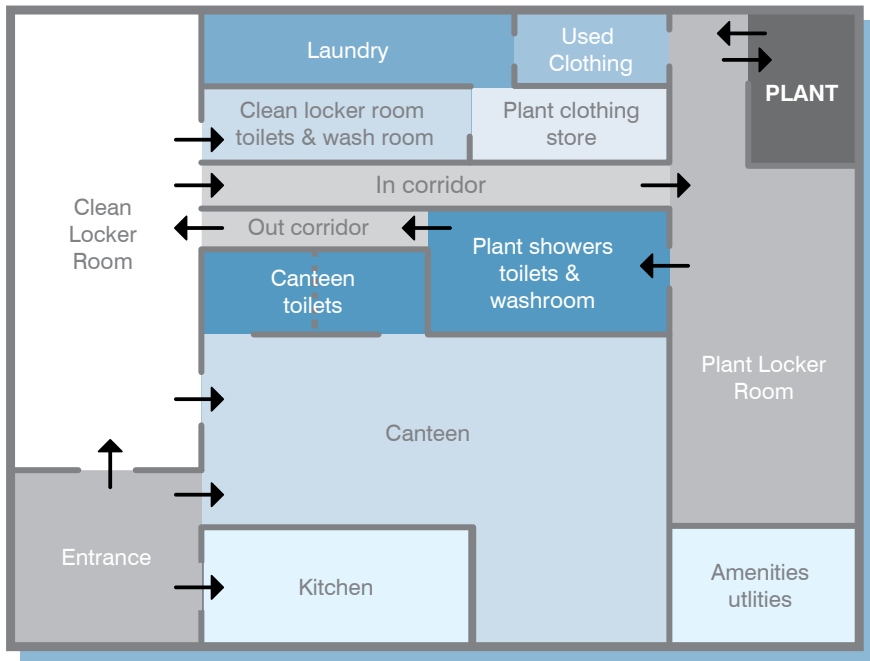 Laundry
Used
Clothing
PLANT
Clean locker room
toilets & wash room
Plant clothing
store
In corridor
Clean
Locker
Room
Out corridor
Plant showers
toilets &
washroom
Canteen
toilets
Plant Locker
Room
Canteen
Entrance
Kitchen
Amenities
utlities